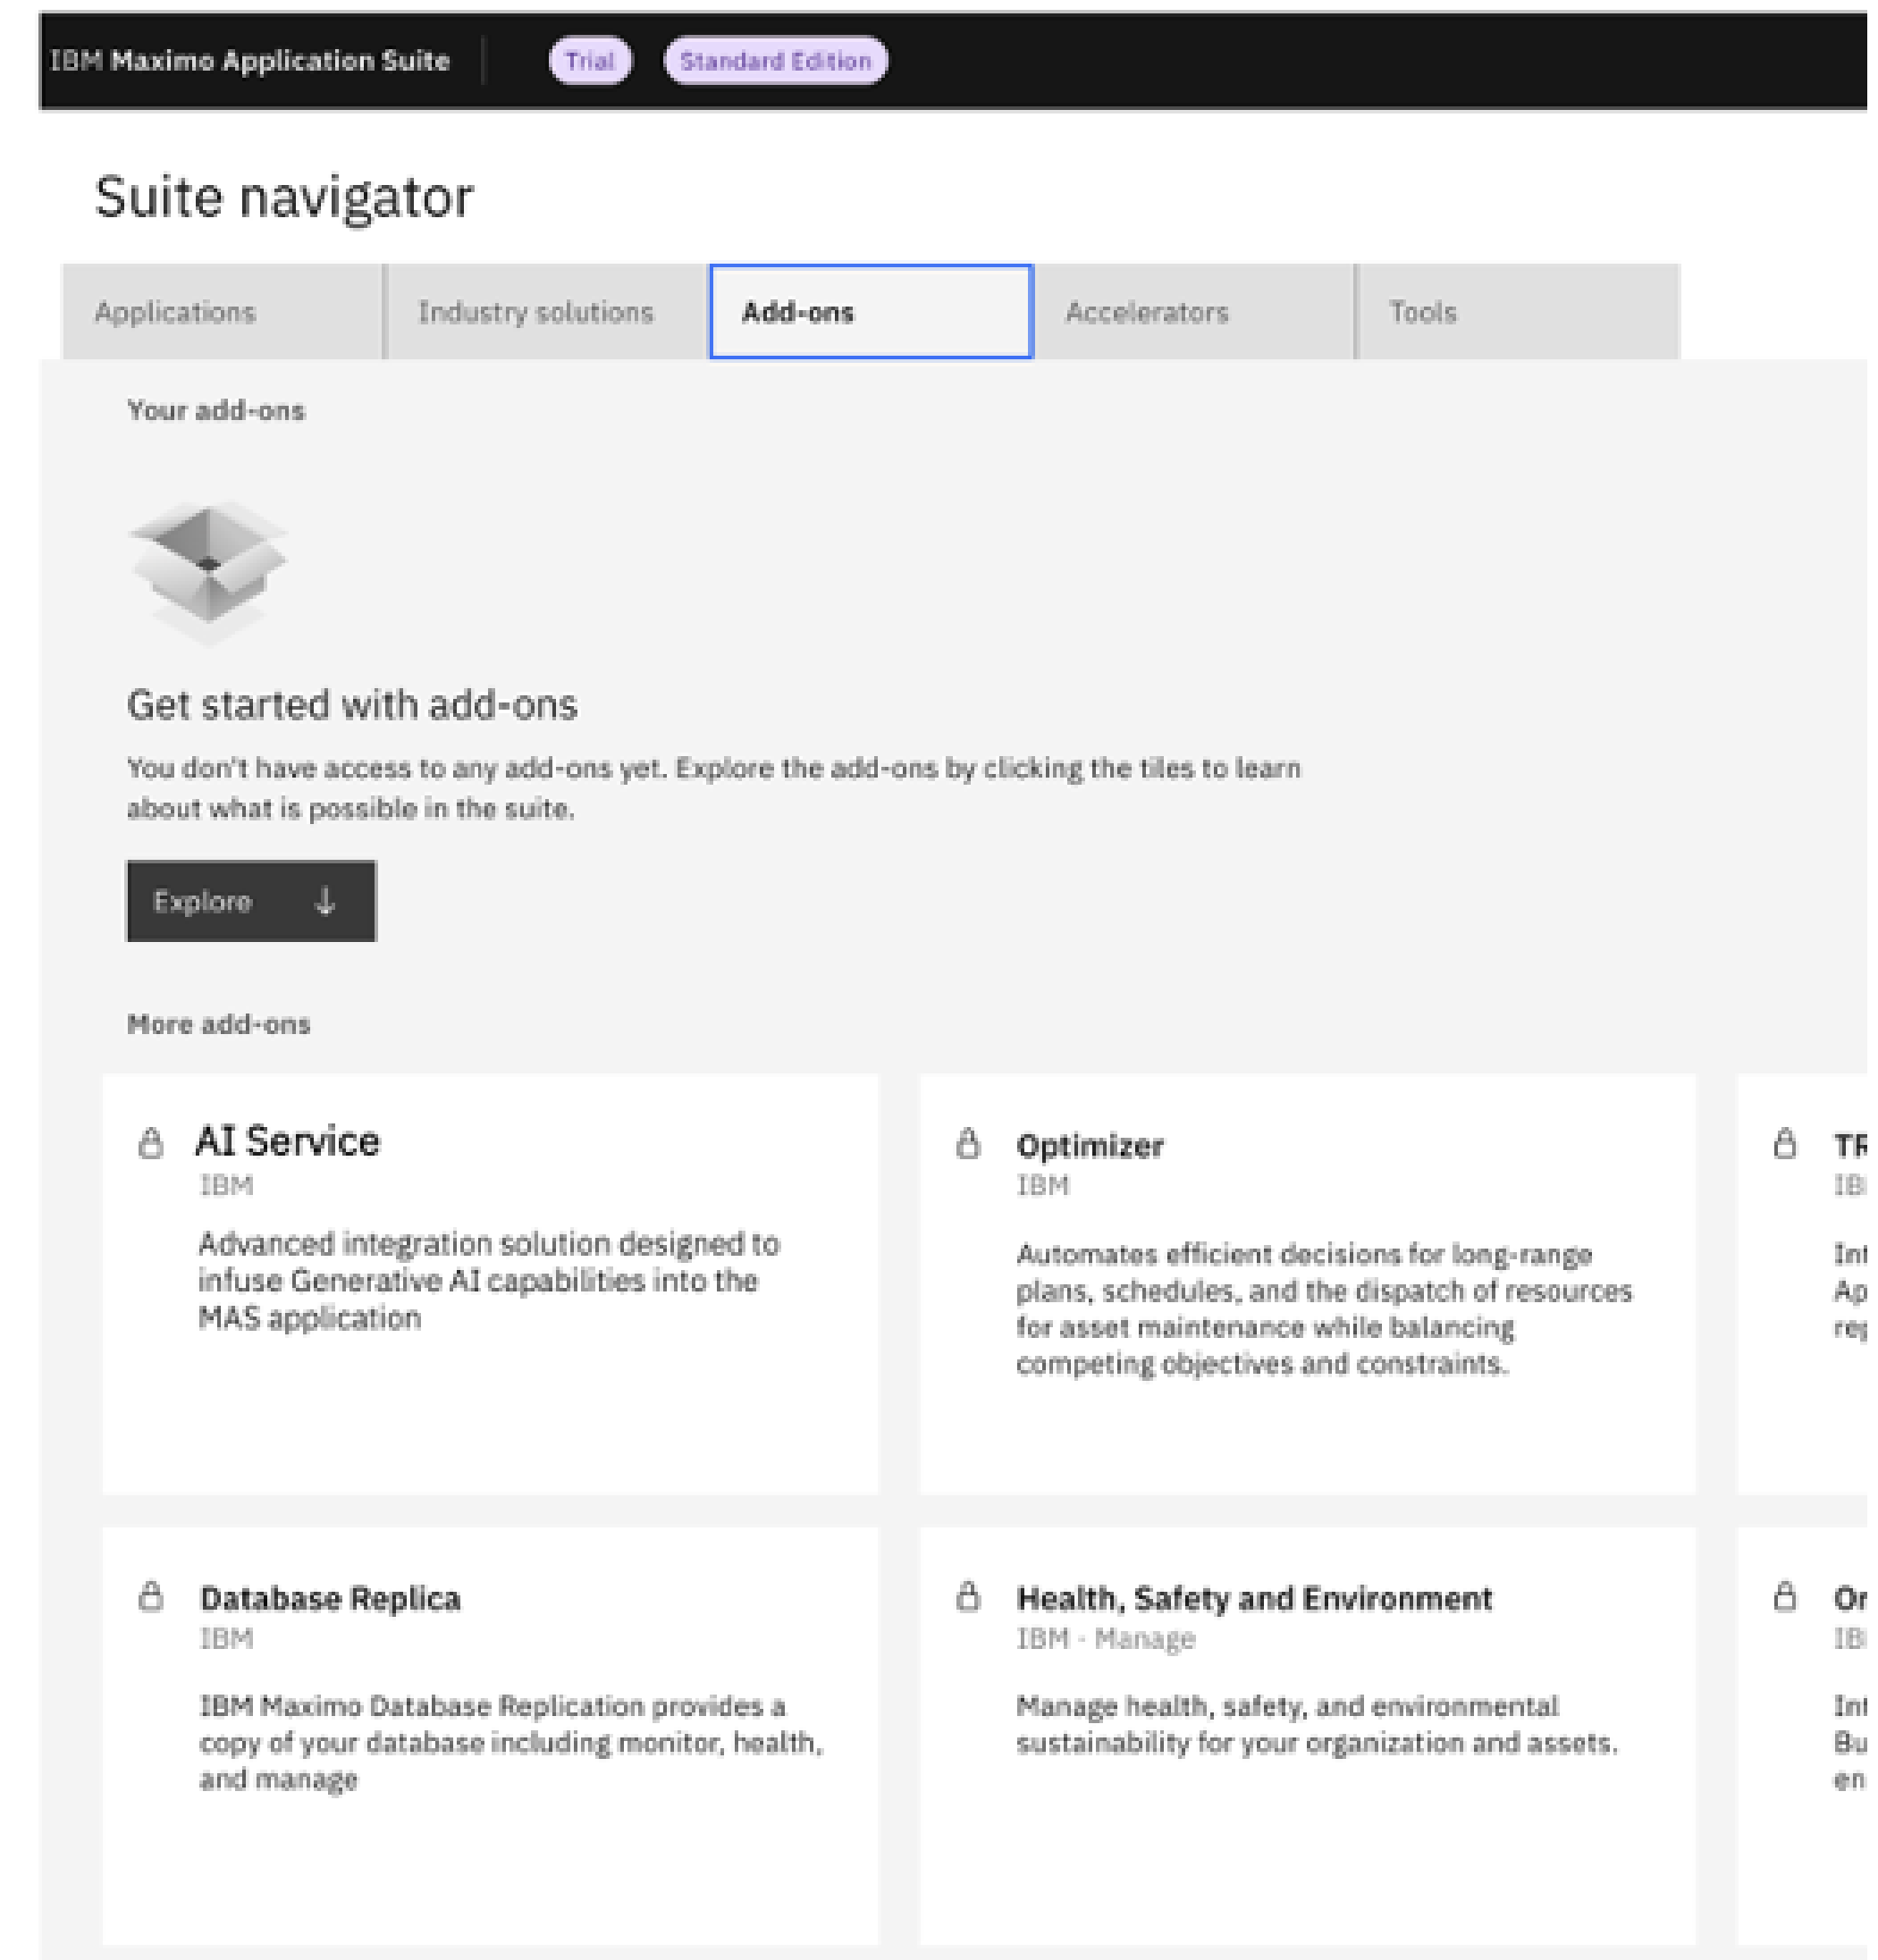 IBM Maximo Application Suite
Trial
Standard Edition
Suite navigator
Applications
Industry solutions
Add-ons
Accelerators
Tools
Your add-ons
Get started with add-ons
You don't have access to any add-ons yet. Explore the add-ons by clicking the tiles to learn
about what is possible in the suite.
Explore
More add-ons
AI Service
IBM
Advanced integration solution designed to
infuse Generative AI capabilities into the
MAS application
Optimizer
IBM
Automates efficient decisions for long-range
plans, schedules, and the dispatch of resources
for asset maintenance while balancing
competing objectives and constraints.
Database Replica
IBM
IBM Maximo Database Replication provides a
copy of your database including monitor, health,
and manage
Health, Safety and Environment
IBM - Manage
Manage health, safety, and environmental
sustainability for your organization and assets.